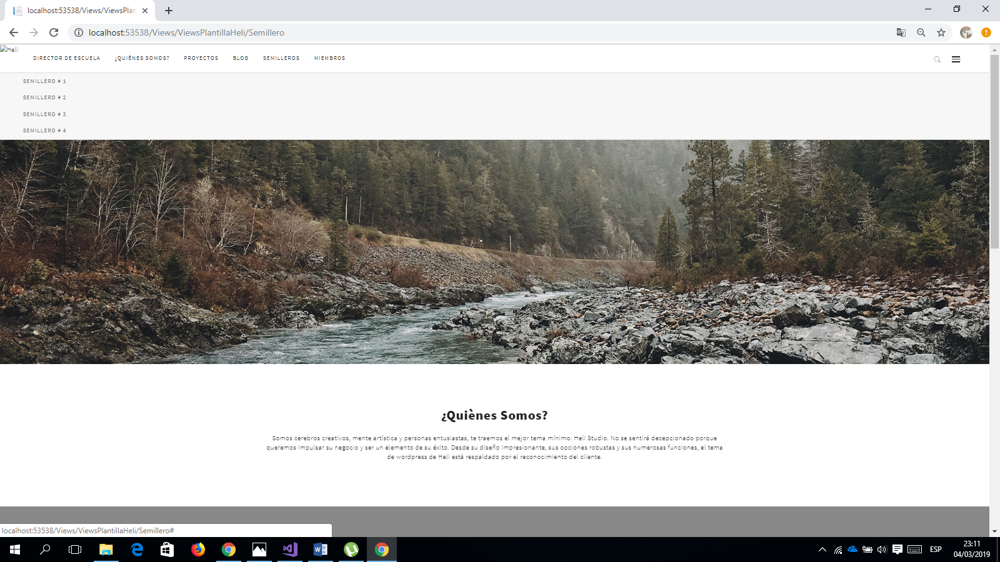 localhost:53538/Views/ViewsPlan
localhost:53538/Views/ViewsPlantillaHeli/Semillero
Heli
DIRECTOR DE ESCUELA ¿QUIÈNES SOMOS? PROYECTOS BLOG SEMILLEROS MIEMBROS
SEMILLERO # 1
SEMILLERO # 2
SEMILLERO # 3
SEMILLERO # 4
¿Quiènes Somos?
Somos cerebros creativos, mente artística y personas entusiastas, te traemos el mejor tema mínimo: Heli Studio. No se sentirá decepcionado porque
queremos impulsar su negocio y ser un elemento de su éxito. Desde su diseño impresionante, sus opciones robustas y sus numerosas funciones, el tema
de wordpress de Heli está respaldado por el reconocimiento del cliente.
localhost:53538/Views/ViewsPlantillaHeli/Semillero#
ESP
23:11
04/03/2019